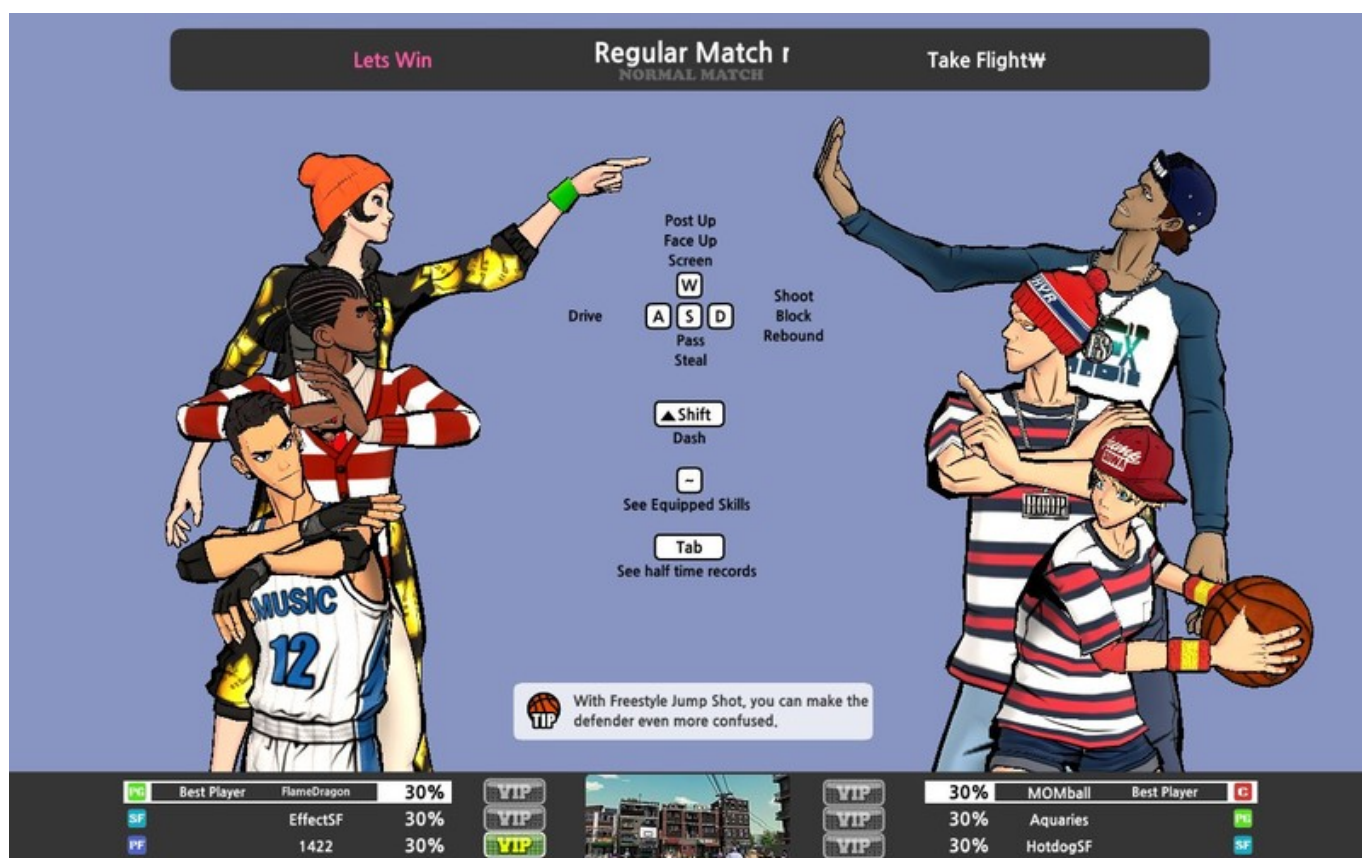 Lets Win
Regular Match r
NORMAL MATCH
Take Flight₩
Post Up
Face Up
Screen
W
Drive
A S D
Shoot
Block
Rebound
Pass
Steal
▲Shift
Dash
~
See Equipped Skills
Tab
See half time records
MUSIC
12
HOOP
TIP
With Freestyle Jump Shot, you can make the
defender even more confused.
PG Best Player FlameDragon 30% VIP
SF EffectSF 30% VIP
PF 1422 30% VIP
VIP 30% MOMball Best Player C
VIP 30% Aquaries PG
VIP 30% HotdogSF SF